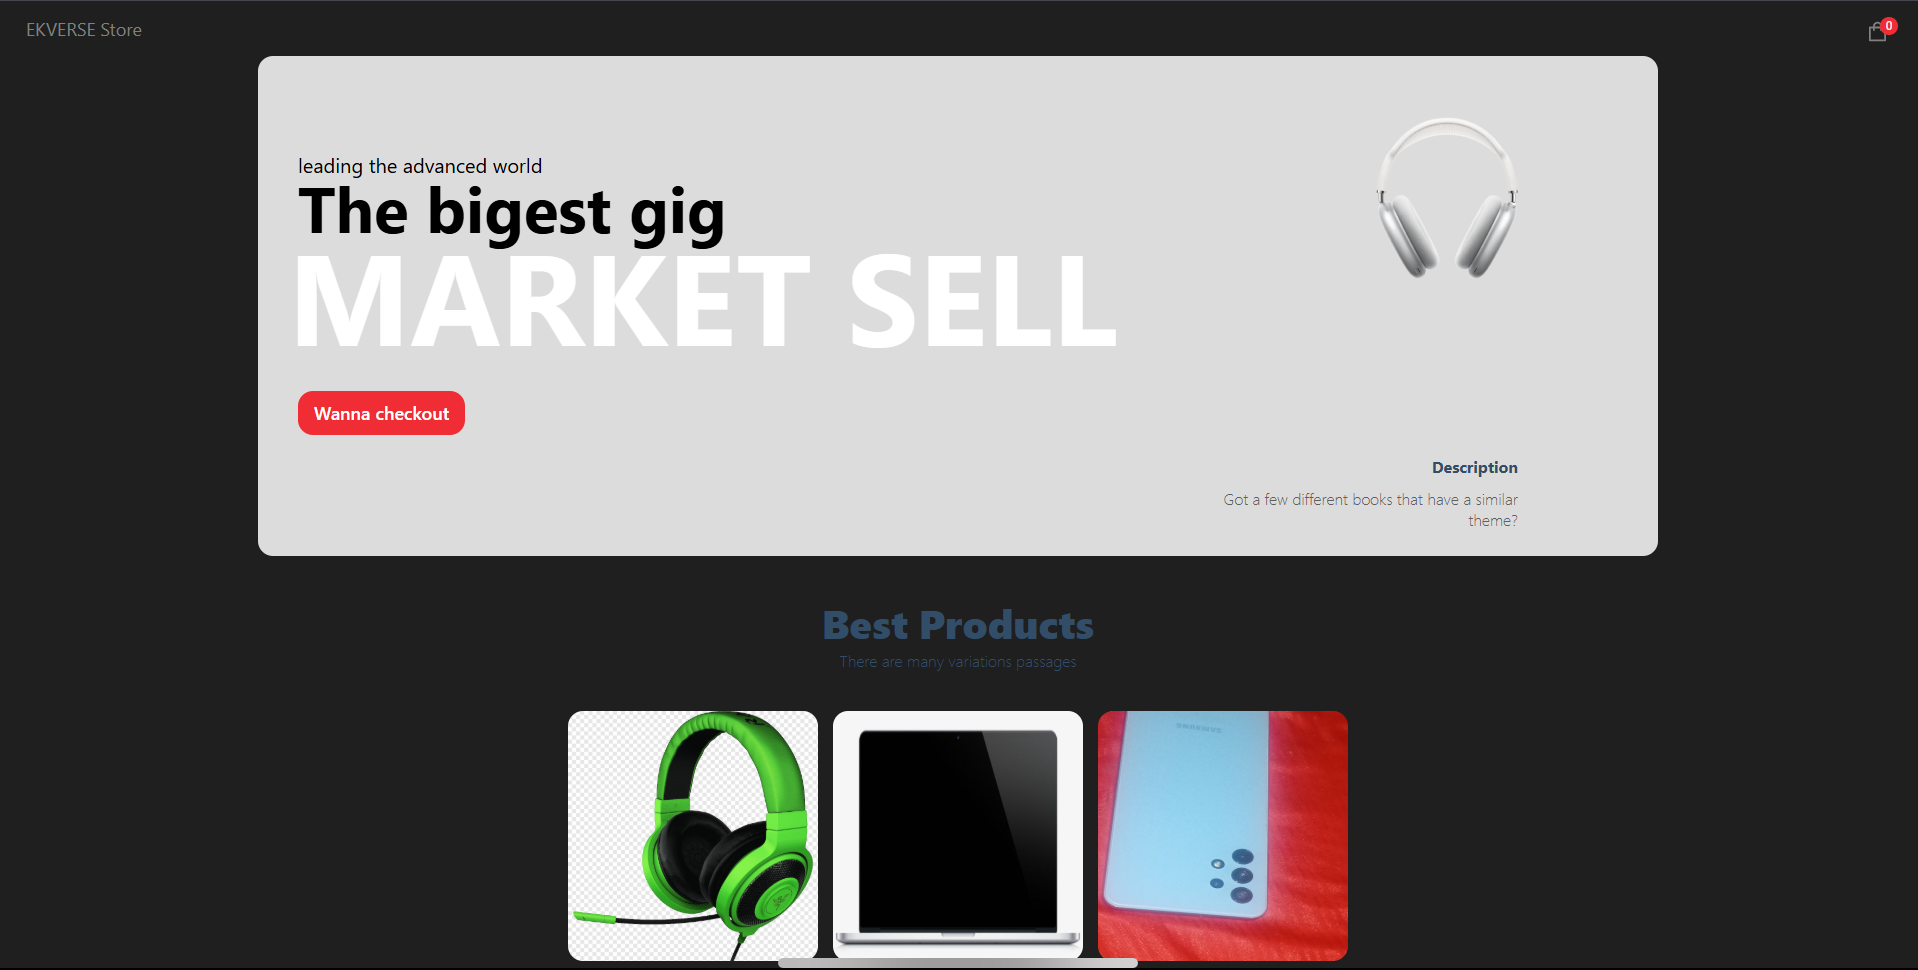 EKVERSE Store
0
leading the advanced world
The bigest gig
MARKET SELL
Wanna checkout
Description
Got a few different books that have a similar
theme?
Best Products
There are many variations passages
SAMSUNG